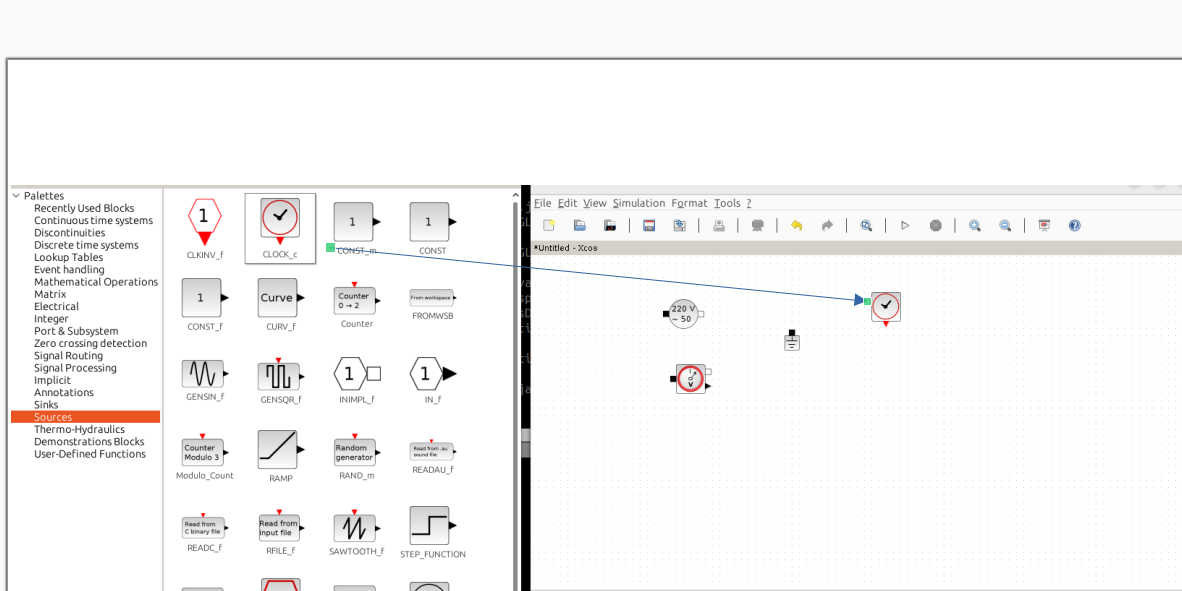 Palettes
Recently Used Blocks
Continuous time systems
Discontinuities
Discrete time systems
Lookup Tables
Event handling
Mathematical Operations
Matrix
Electrical
Integer
Port & Subsystem
Zero crossing detection
Signal Routing
Signal Processing
Implicit
Annotations
Sinks
Sources
Thermo-Hydraulics
Demonstrations Blocks
User-Defined Functions
1
CLKINV_f
CLOCK_c
1
CONST_m
1
CONST
1
CONST_f
Curve
CURV_f
Counter
0 → 2
Counter
From workspace
FROMWSB
GENSIN_f
GENSQR_f
1
INIMPL_f
1
IN_f
Counter
Modulo 3
Modulo_Count
RAMP
Random
generator
RAND_m
Read from .au
sound file
READAU_f
Read from
C binary file
READC_f
Read from
input file
RFILE_f
SAWTOOTH_f
STEP_FUNCTION
File Edit View Simulation Format Tools ?
*Untitled - Xcos
220 V
~ 50
V